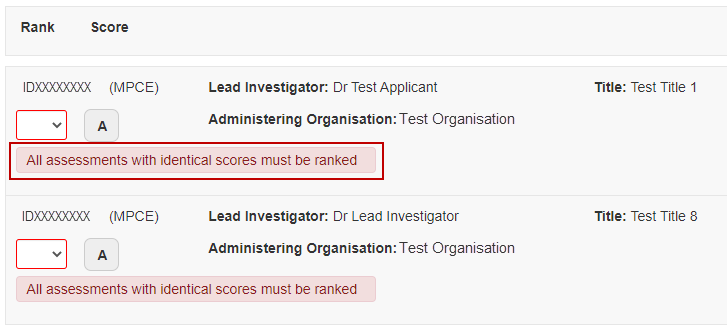 Rank Score
IDXXXXXXXX (MPCE) Lead Investigator: Dr Test Applicant Title: Test Title 1
A Administering Organisation: Test Organisation
All assessments with identical scores must be ranked
IDXXXXXXXX (MPCE) Lead Investigator: Dr Lead Investigator Title: Test Title 8
A Administering Organisation: Test Organisation
All assessments with identical scores must be ranked